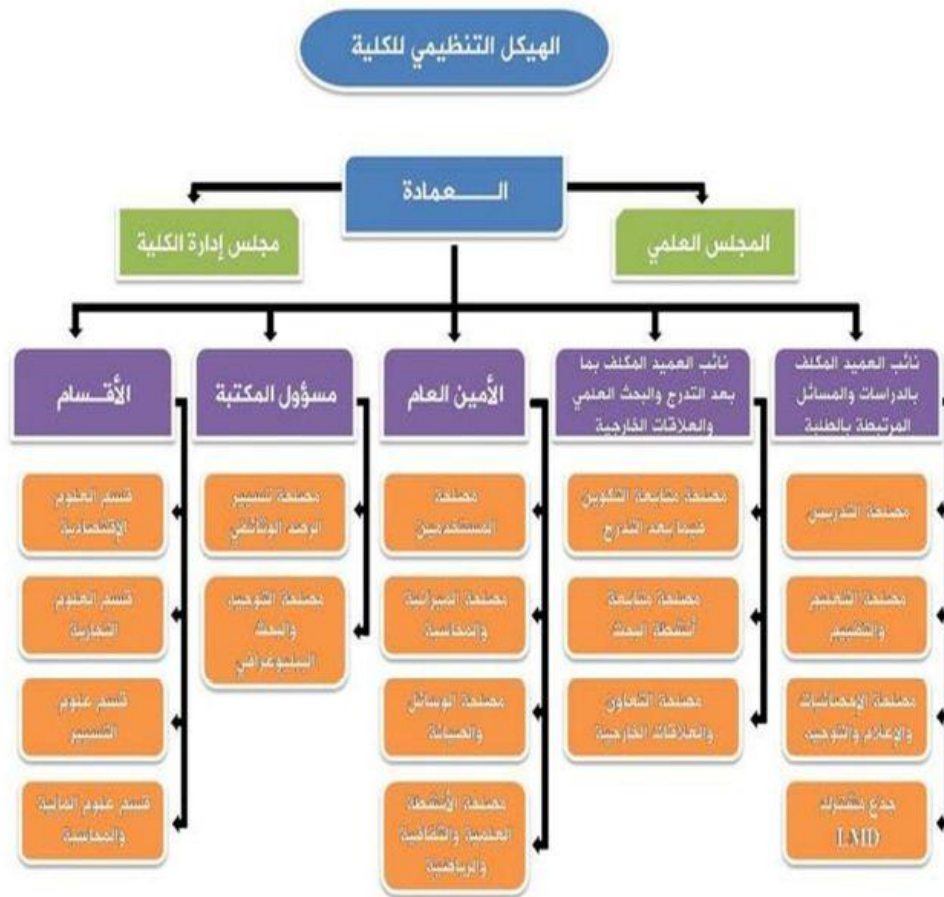 الهيكل التنظيمي للكلية
العمادة
المجلس العلمي
مجلس إدارة الكلية
نائب العميد المكلف
بالدراسات والمسائل
المرتبطة بالطلبة
نائب العميد المكلف بما
بعد التدرج والبحث العلمي
والعلاقات الخارجية
الأمين العام
مسؤول المكتبة
الأقسام
مصلحة التدريس
مصلحة التعليم
والتقييم
مصلحة الإحصائيات
والإعلام والتوجيه
جذع مشترك
LMD
مصلحة متابعة التكوين
فيما بعد التدرج
مصلحة متابعة
أنشطة البحث
مصلحة التعاون
والعلاقات الخارجية
مصلحة
المستخدمين
مصلحة الميزانية
والمحاسبة
مصلحة الوسائل
والصيانة
مصلحة الأنشطة
العلمية والثقافية
والرياضية
مصلحة تسيير
الرصيد الوثائقي
مصلحة التوجيه
والبحث
البيبليوغرافي
قسم العلوم
الإقتصادية
قسم العلوم
التجارية
قسم علوم
التسيير
قسم علوم المالية
والمحاسبة